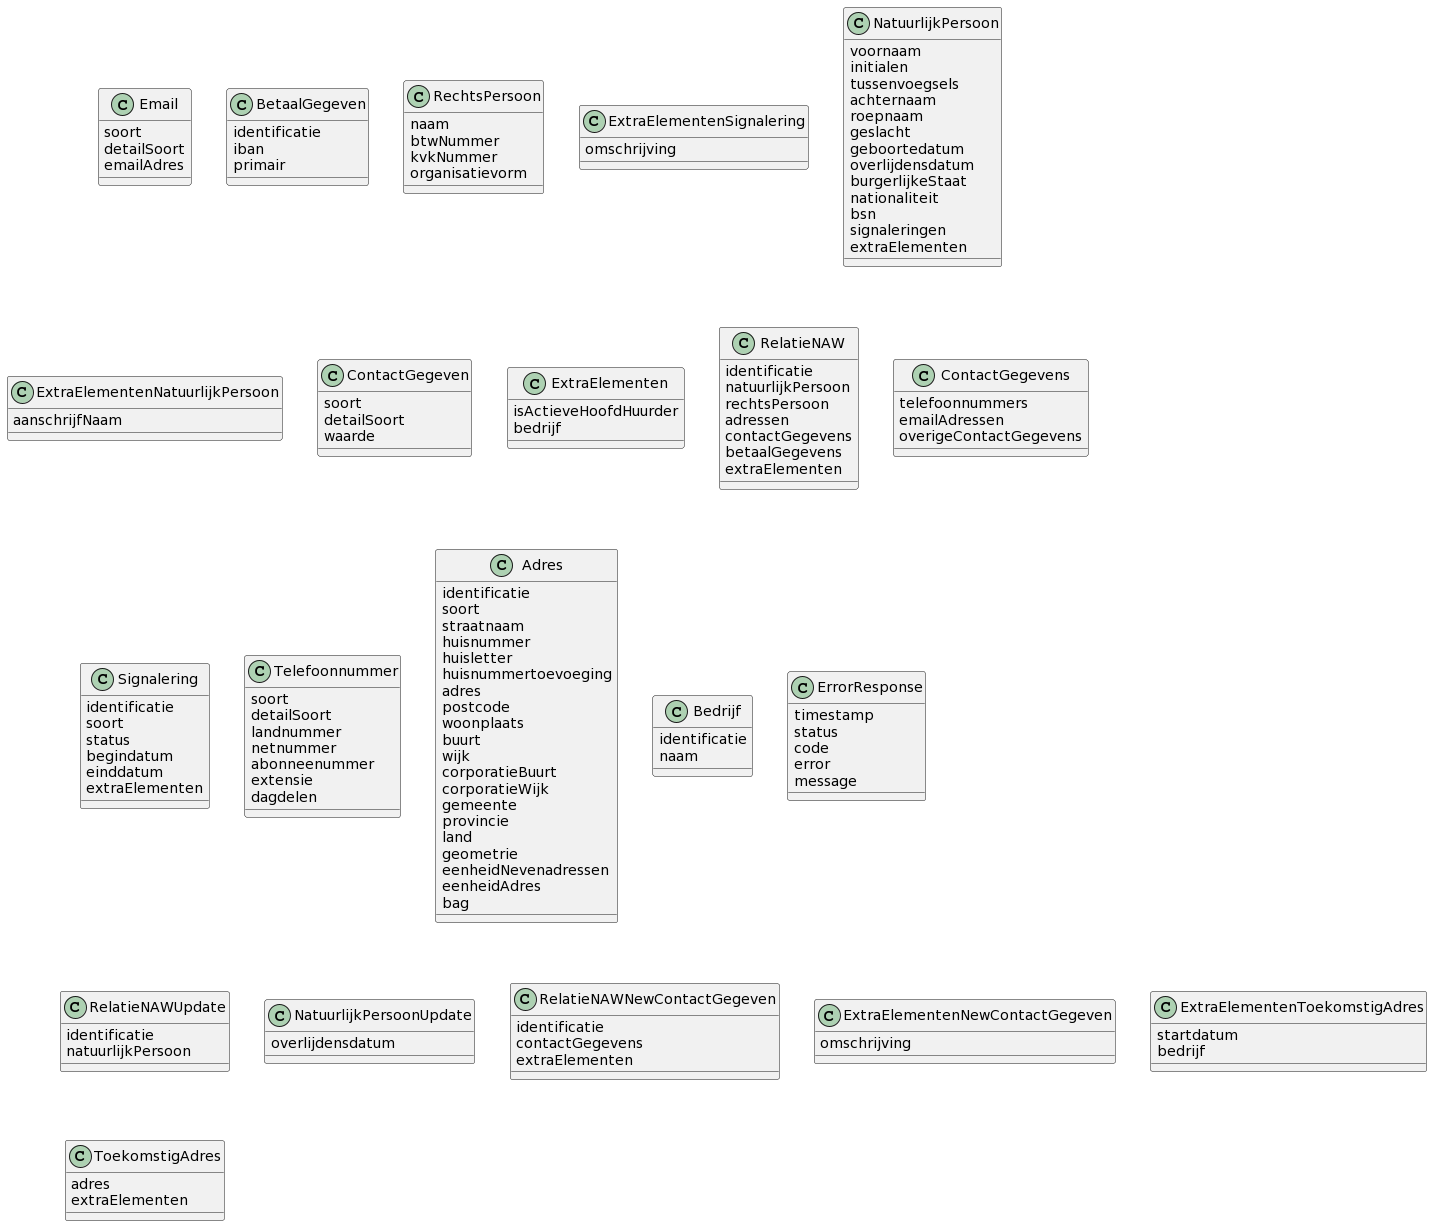 C Email
soort
detailSoort
emailAdres
C BetaalGegeven
identificatie
iban
primair
C RechtsPersoon
naam
btwNummer
kvkNummer
organisatievorm
C ExtraElementenSignalering
omschrijving
C NatuurlijkPersoon
voornaam
initialen
tussenvoegsels
achternaam
roepnaam
geslacht
geboortedatum
overlijdensdatum
burgerlijkeStaat
nationaliteit
bsn
signaleringen
extraElementen
C ExtraElementenNatuurlijkPersoon
aanschrijfNaam
C ContactGegeven
soort
detailSoort
waarde
C ExtraElementen
isActieveHoofdHuurder
bedrijf
C RelatieNAW
identificatie
natuurlijkPersoon
rechtsPersoon
adressen
contactGegevens
betaalGegevens
extraElementen
C ContactGegevens
telefoonnummers
emailAdressen
overigeContactGegevens
C Signalering
identificatie
soort
status
begindatum
einddatum
extraElementen
C Telefoonnummer
soort
detailSoort
landnummer
netnummer
abonneenummer
extensie
dagdelen
C Adres
identificatie
soort
straatnaam
huisnummer
huisletter
huisnummertoevoeging
adres
postcode
woonplaats
buurt
wijk
corporatieBuurt
corporatieWijk
gemeente
provincie
land
geometrie
eenheidNevenadressen
eenheidAdres
bag
C Bedrijf
identificatie
naam
C ErrorResponse
timestamp
status
code
error
message
C RelatieNAWUpdate
identificatie
natuurlijkPersoon
C NatuurlijkPersoonUpdate
overlijdensdatum
C RelatieNAWNewContactGegeven
identificatie
contactGegevens
extraElementen
C ExtraElementenNewContactGegeven
omschrijving
C ExtraElementenToekomstigAdres
startdatum
bedrijf
C ToekomstigAdres
adres
extraElementen